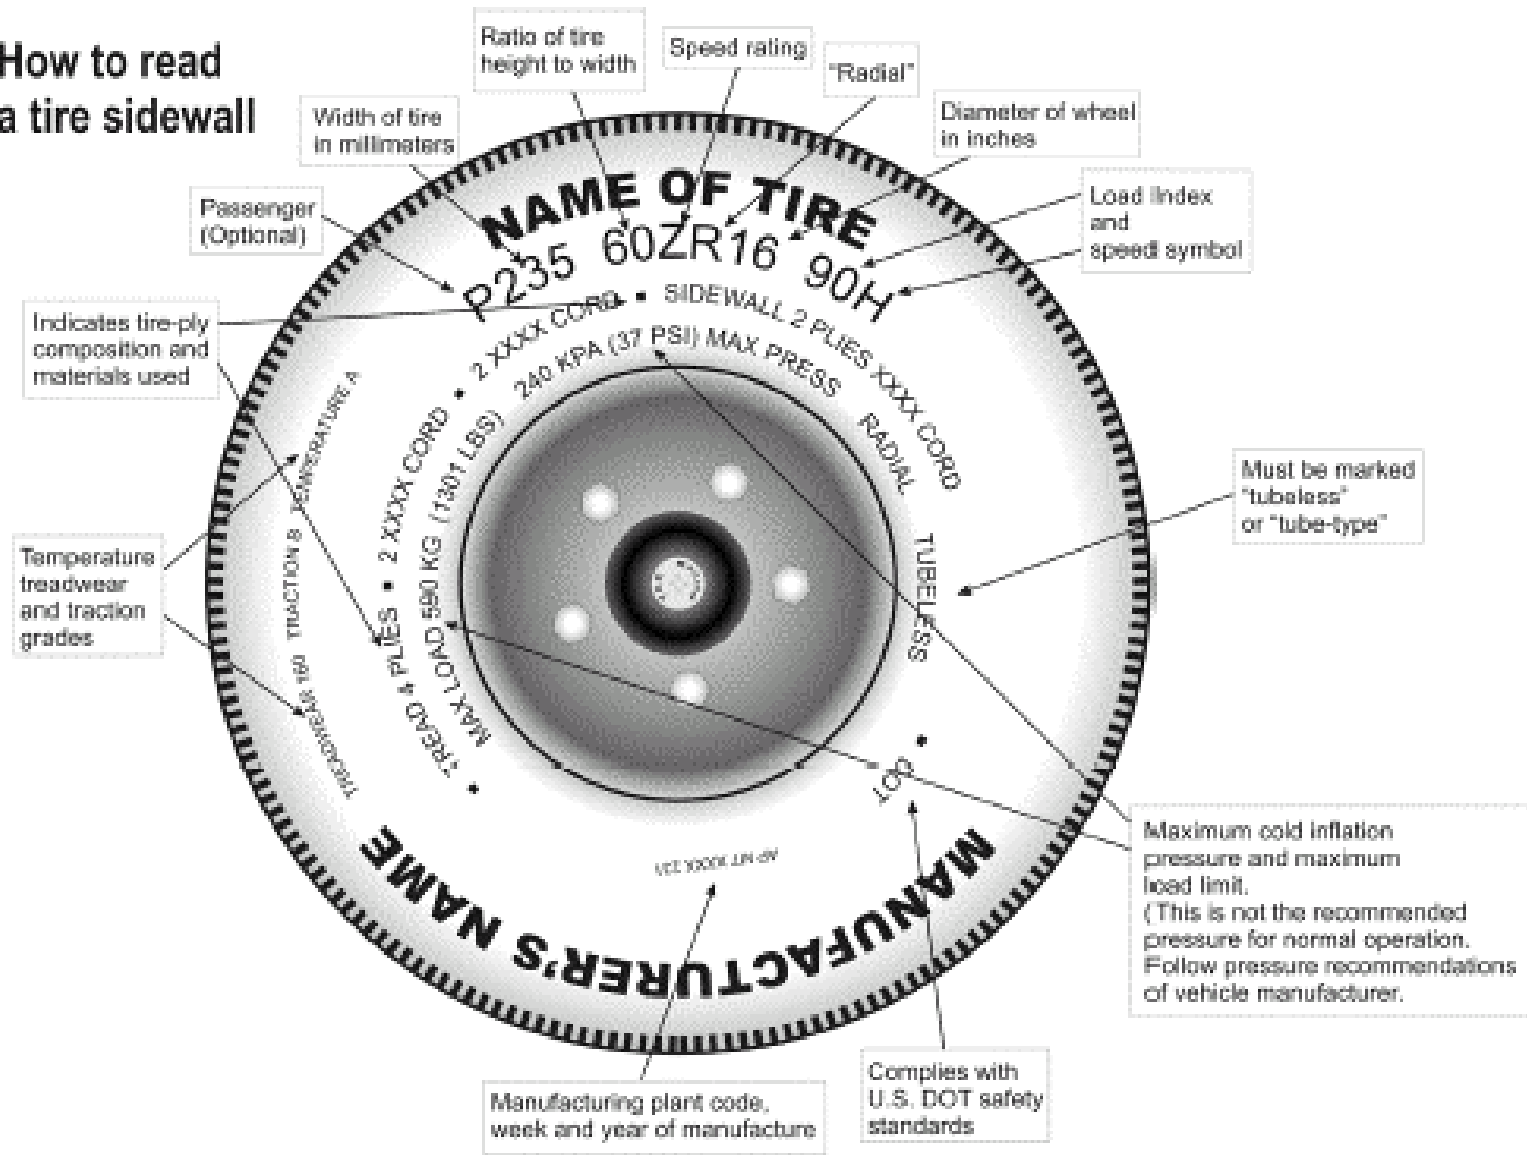 How to read
a tire sidewall
Ratio of tire
height to width
Speed rating
"Radial"
Width of tire
in millimeters
Diameter of wheel
in inches
Passenger
(Optional)
Load Index
and
speed symbol
NAME OF TIRE
P235 60ZR16 90H
Indicates tire-ply
composition and
materials used
• TREAD 4 PLIES • 2 XXXX CORD • 2 XXXX CORD • SIDEWALL 2 PLIES XXXX CORD
MAX LOAD 590 KG (1301 LBS) 240 KPA (37 PSI) MAX PRESS
RADIAL
TUBELESS
TREADWEAR 160 TRACTION B TEMPERATURE A
Must be marked
"tubeless"
or "tube-type"
Temperature
treadwear
and traction
grades
• DOT
MANUFACTURER'S NAME
Maximum cold inflation
pressure and maximum
load limit.
(This is not the recommended
pressure for normal operation.
Follow pressure recommendations
of vehicle manufacturer.
Manufacturing plant code,
week and year of manufacture
Complies with
U.S. DOT safety
standards